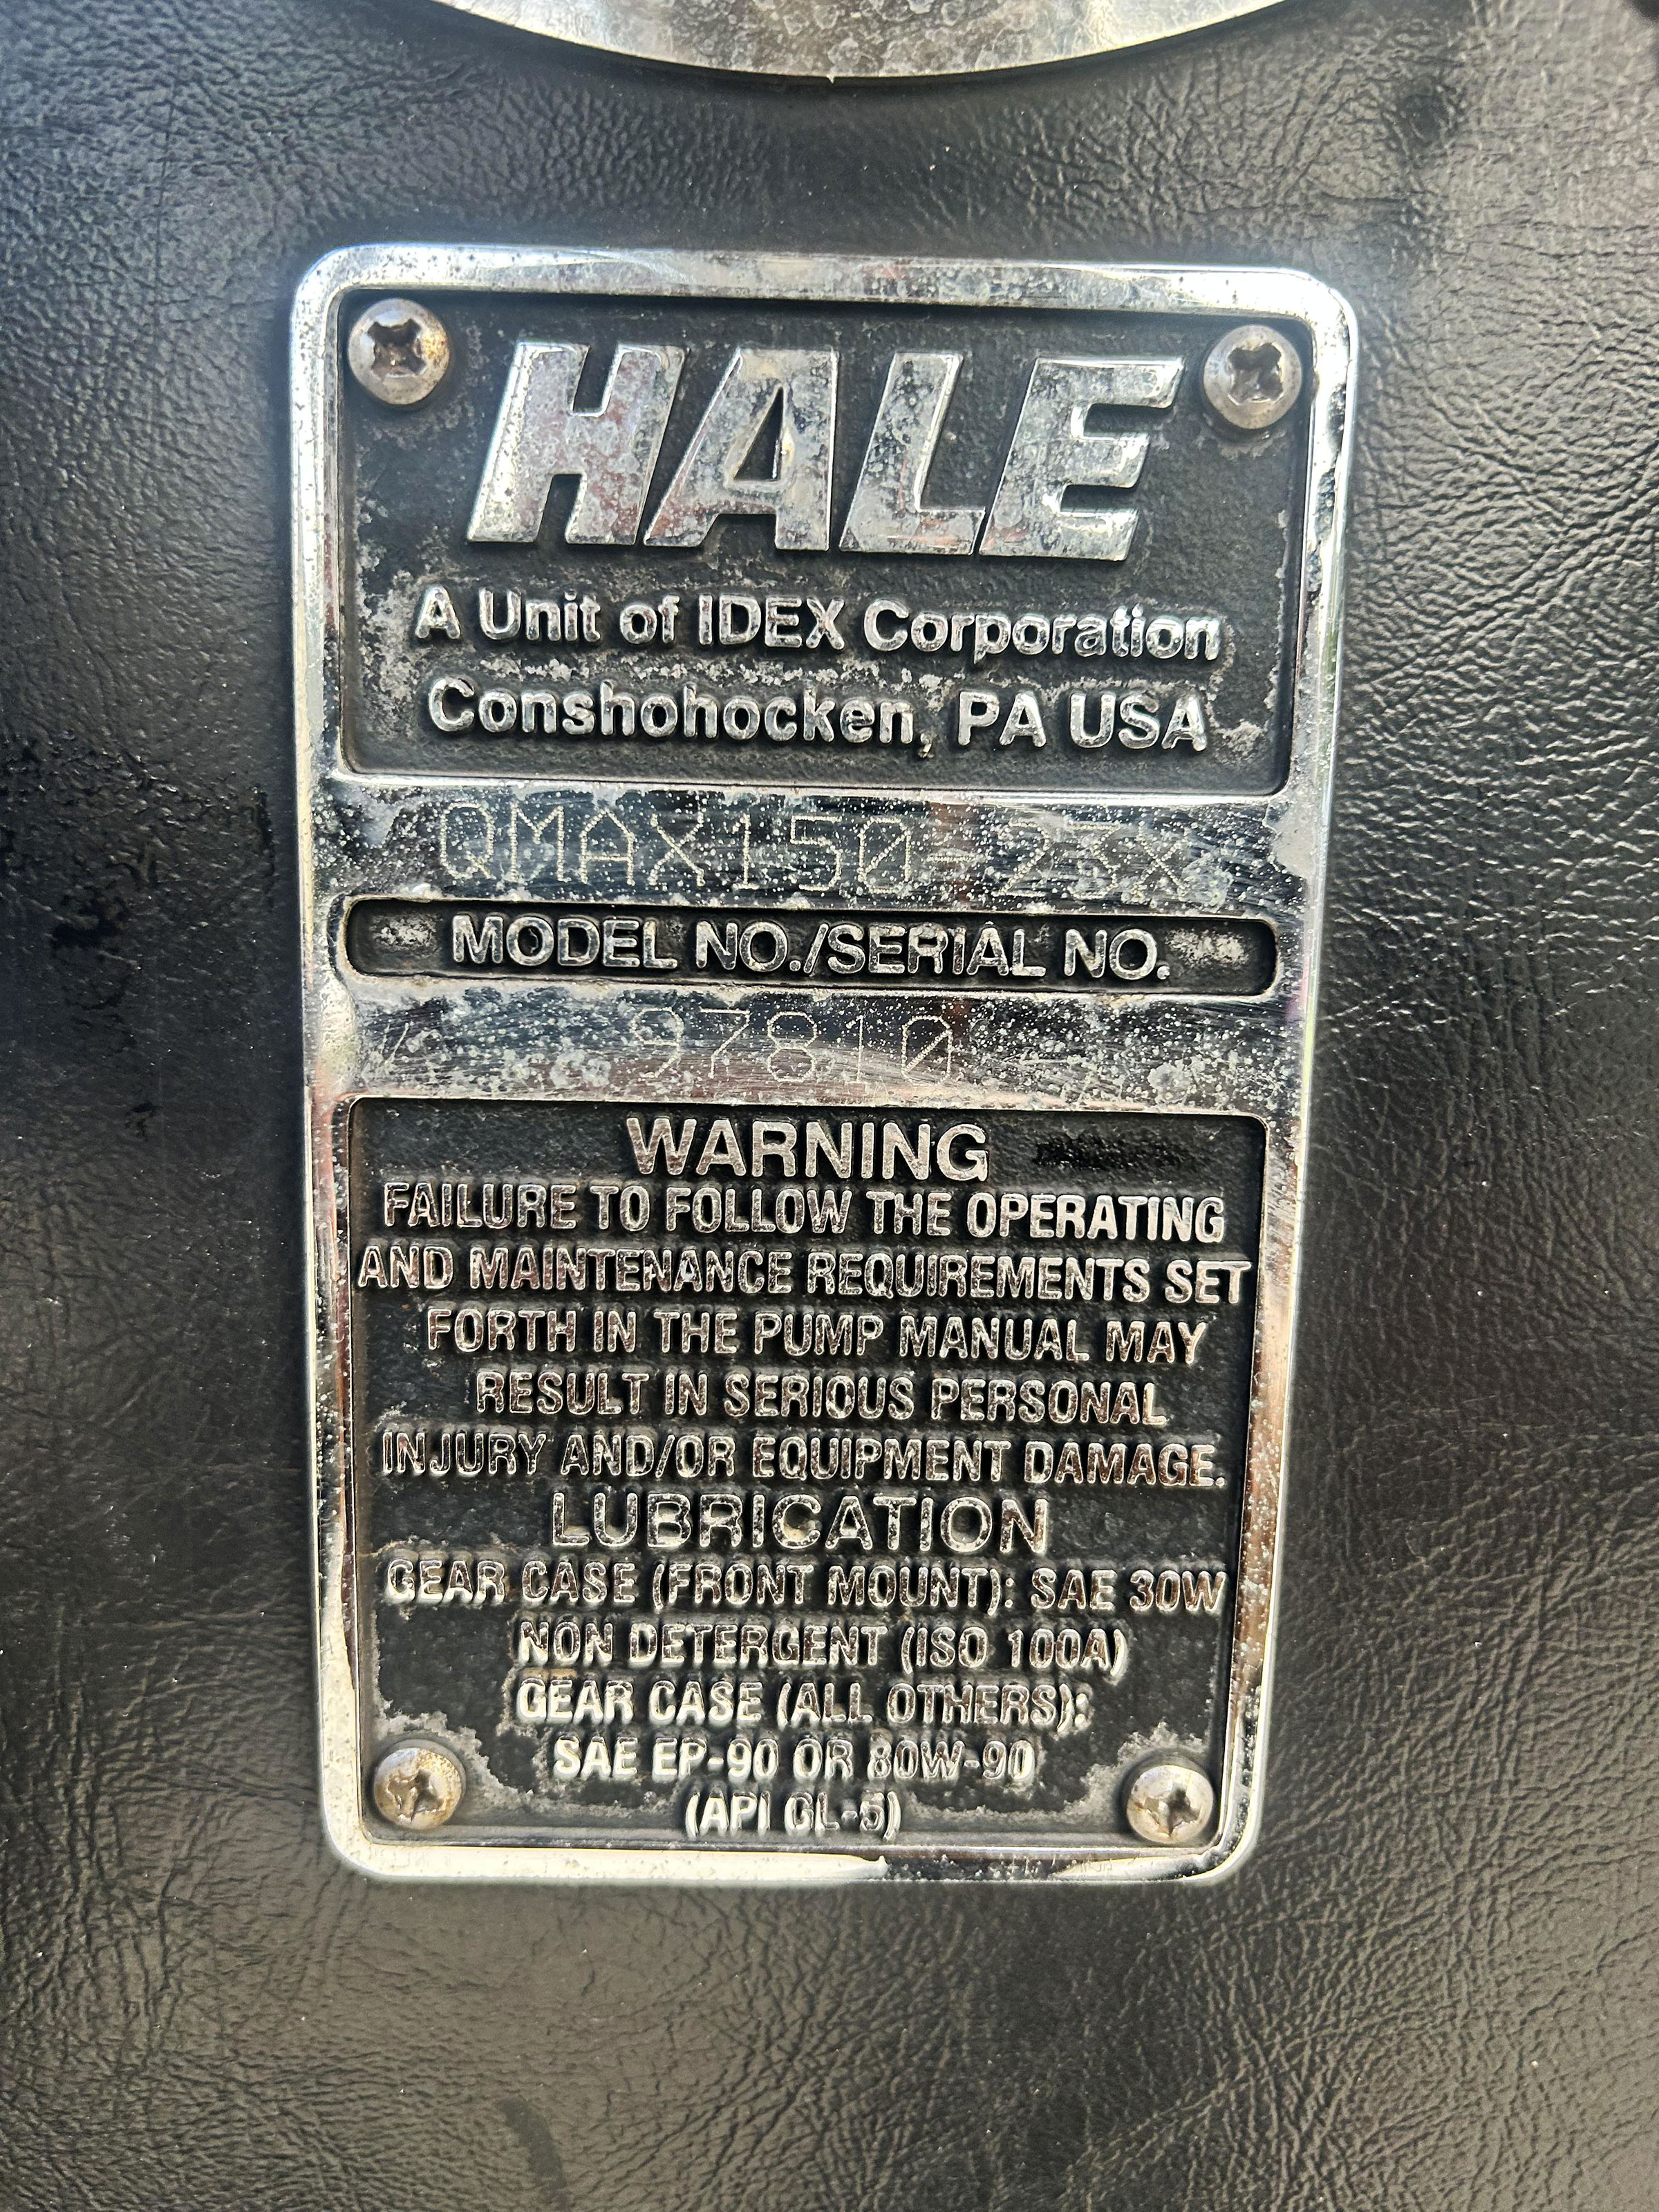 HALE
A Unit of IDEX Corporation
Conshohocken, PA USA
QMAX150-23X
MODEL NO./SERIAL NO.
97810
WARNING
FAILURE TO FOLLOW THE OPERATING
AND MAINTENANCE REQUIREMENTS SET
FORTH IN THE PUMP MANUAL MAY
RESULT IN SERIOUS PERSONAL
INJURY AND/OR EQUIPMENT DAMAGE.
LUBRICATION
GEAR CASE (FRONT MOUNT): SAE 30W
NON DETERGENT (ISO 100A)
GEAR CASE (ALL OTHERS):
SAE EP-90 OR 80W-90
(API GL-5)